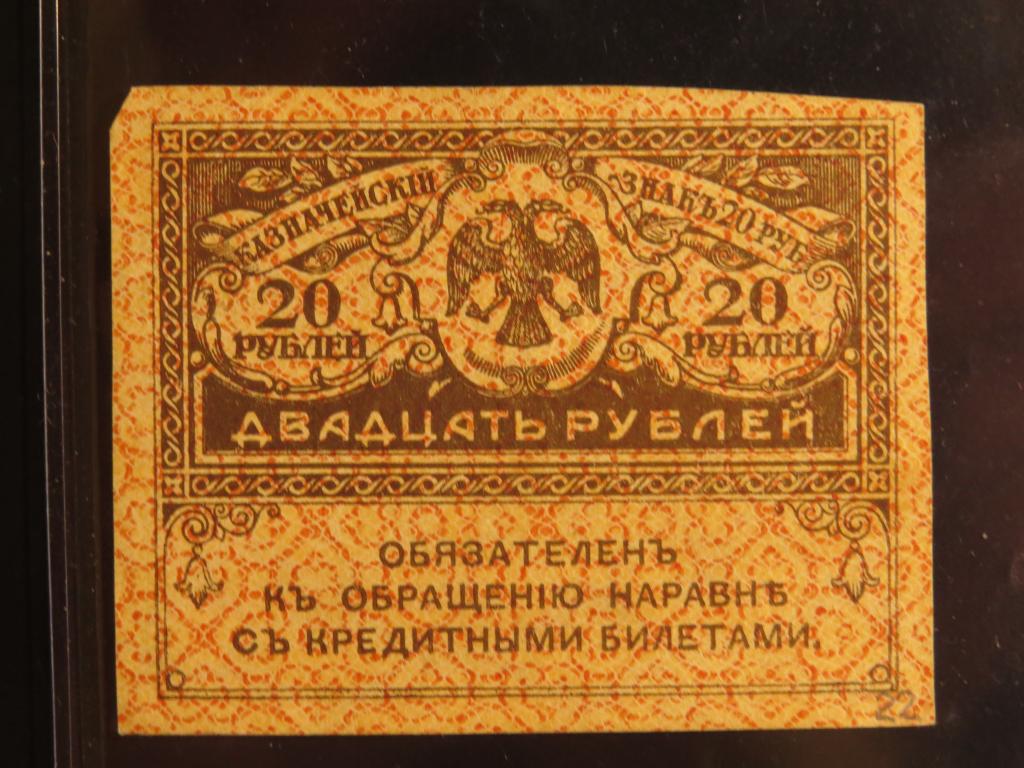 КАЗНАЧЕЙСКІЙ ЗНАКЪ 20 РУБ.
20 20
РУБЛЕЙ РУБЛЕЙ
ДВАДЦАТЬ РУБЛЕЙ
ОБЯЗАТЕЛЕНЪ
КЪ ОБРАЩЕНІЮ НАРАВНѢ
СЪ КРЕДИТНЫМИ БИЛЕТАМИ.
22